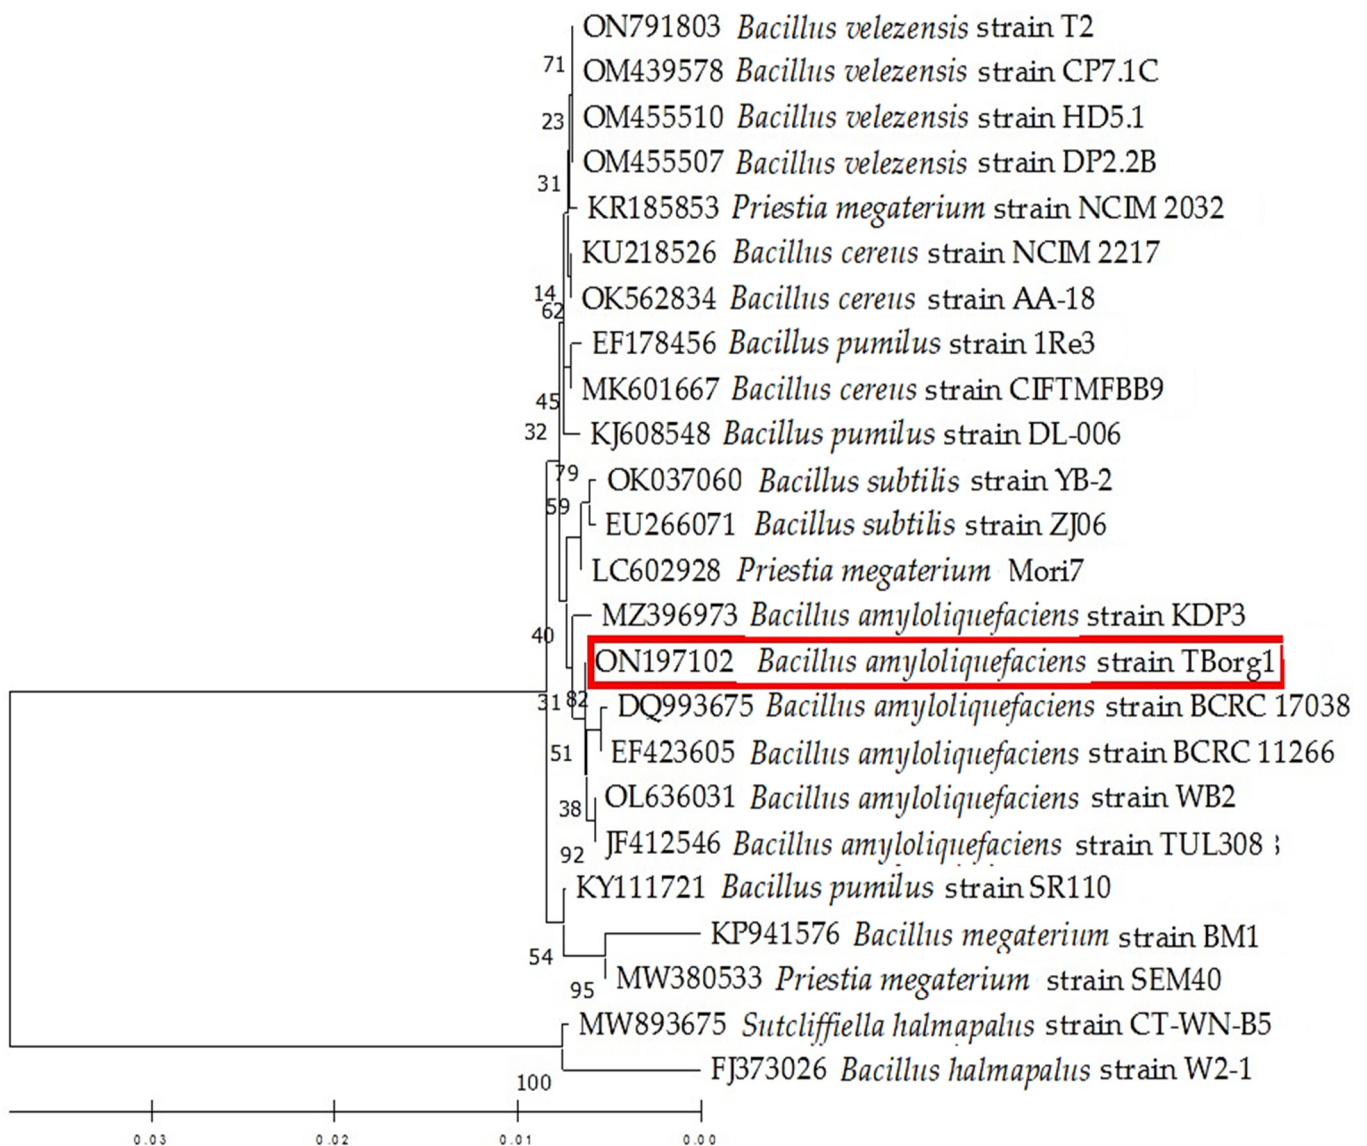 ON791803 Bacillus velezensis strain T2
71
OM439578 Bacillus velezensis strain CP7.1C
23
OM455510 Bacillus velezensis strain HD5.1
OM455507 Bacillus velezensis strain DP2.2B
31
KR185853 Priestia megaterium strain NCIM 2032
KU218526 Bacillus cereus strain NCIM 2217
14
OK562834 Bacillus cereus strain AA-18
62
EF178456 Bacillus pumilus strain 1Re3
MK601667 Bacillus cereus strain CIFTMFBB9
45
32
KJ608548 Bacillus pumilus strain DL-006
79
OK037060 Bacillus subtilis strain YB-2
59
EU266071 Bacillus subtilis strain ZJ06
LC602928 Priestia megaterium Mori7
MZ396973 Bacillus amyloliquefaciens strain KDP3
40
ON197102 Bacillus amyloliquefaciens strain TBorg1
31 82
DQ993675 Bacillus amyloliquefaciens strain BCRC 17038
51
EF423605 Bacillus amyloliquefaciens strain BCRC 11266
OL636031 Bacillus amyloliquefaciens strain WB2
38
JF412546 Bacillus amyloliquefaciens strain TUL308
92
KY111721 Bacillus pumilus strain SR110
KP941576 Bacillus megaterium strain BM1
54
MW380533 Priestia megaterium strain SEM40
95
MW893675 Sutcliffiella halmapalus strain CT-WN-B5
FJ373026 Bacillus halmapalus strain W2-1
100
0.03 0.02 0.01 0.00